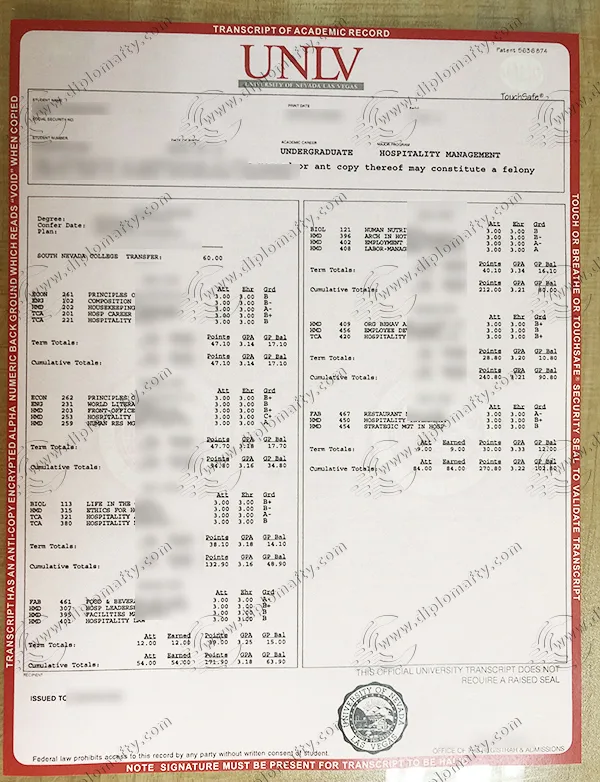 TRANSCRIPT OF ACADEMIC RECORD
Patent 5636874
UNLV
UNIVERSITY OF NEVADA LAS VEGAS
TouchSafe®
STUDENT NAME
PRINT DATE
SOCIAL SECURITY NO.
STUDENT NUMBER
DATE OF BIRTH
ACADEMIC CAREER
MAJOR PROGRAM
UNDERGRADUATE HOSPITALITY MANAGEMENT
or ant copy thereof may constitute a felony
Degree:
Confer Date:
Plan:
SOUTH NEVADA COLLEGE TRANSFER: 60.00
Att Ehr Grd
ECON 261 PRINCIPLES O 3.00 3.00 B
ENG 102 COMPOSITION 3.00 3.00 B-
HMD 202 HOUSEKEEPING 3.00 3.00 A-
TCA 201 HOSP CAREER 3.00 3.00 B+
TCA 221 HOSPITALITY 3.00 3.00 B
Points GPA GP Bal
Term Totals: 47.10 3.14 17.10
Points GPA GP Bal
Cumulative Totals: 47.10 3.14 17.10
Att Ehr Grd
ECON 262 PRINCIPLES O 3.00 3.00 B+
ENG 231 WORLD LITERA 3.00 3.00 B
HMD 203 FRONT-OFFICE 3.00 3.00 B+
HMD 253 HOSPITALITY 3.00 3.00 C+
HMD 259 HUMAN RES MG 3.00 3.00
Points GPA GP Bal
Term Totals: 47.70 3.18 17.70
Points GPA GP Bal
Cumulative Totals: 94.80 3.16 34.80
Att Ehr Grd
BIOL 113 LIFE IN THE 3.00 3.00 B+
HMD 315 ETHICS FOR H 3.00 3.00 B-
TCA 321 HOSPITALITY 3.00 3.00 A-
TCA 380 HOSPITALITY 3.00 3.00 B
Points GPA GP Bal
Term Totals: 38.10 3.18 14.10
Points GPA GP Bal
Cumulative Totals: 132.90 3.16 48.90
Att Ehr Grd
FAB 461 FOOD & BEVERA 3.00 3.00 A-
HMD 307 HOSP LEADERS 3.00 3.00 B+
HMD 395 FACILITIES M 3.00 3.00 B
HMD 401 HOSPITALITY LAW 3.00 3.00 B
Att Earned Points GPA GP Bal
Term Totals: 12.00 12.00 39.00 3.25 15.00
Att Earned Points GPA GP Bal
Cumulative Totals: 54.00 54.00 171.90 3.18 63.90
BIOL 121 HUMAN NUTRI 3.00 3.00 B
HMD 396 ARCH IN HOT 3.00 3.00 B-
HMD 402 EMPLOYMENT 3.00 3.00 A-
HMD 408 LABOR-MANAG 3.00 3.00 A
Points GPA GP Bal
Term Totals: 40.10 3.34 16.10
Points GPA GP Bal
Cumulative Totals: 212.00 3.21 80.00
Att Ehr Grd
HMD 409 ORG BEHAV A 3.00 3.00 B+
HMD 456 EMPLOYEE DE 3.00 3.00 B
TCA 420 HOSPITALITY 3.00 3.00 B+
Points GPA GP Bal
Term Totals: 28.80 3.20 10.80
Points GPA GP Bal
Cumulative Totals: 240.80 3.21 90.80
Att Ehr Grd
FAB 467 RESTAURANT 3.00 3.00 A-
HMD 450 HOSPITALITY 3.00 3.00 B+
HMD 454 STRATEGIC MGT IN HOSP 3.00 3.00 B
Att Earned Points GPA GP Bal
Term Totals: 9.00 9.00 30.00 3.33 12.00
Att Earned Points GPA GP Bal
Cumulative Totals: 84.00 84.00 270.80 3.22 102.80
RECIPIENT
ISSUED TO
THIS OFFICIAL UNIVERSITY TRANSCRIPT DOES NOT
REQUIRE A RAISED SEAL
UNIVERSITY OF NEVADA
LAS VEGAS
Federal law prohibits access to this record by any party without written consent of student.
NOTE SIGNATURE MUST BE PRESENT FOR TRANSCRIPT TO BE
TRANSCRIPT HAS AN ANTI-COPY ENCRYPTED ALPHA NUMERIC BACK GROUND WHICH READS "VOID" WHEN COPIED
TOUCH OR BREATHE OR TOUCHSAFE® SECURITY SEAL TO VALIDATE TRANSCRIPT
www.diplomafty.com